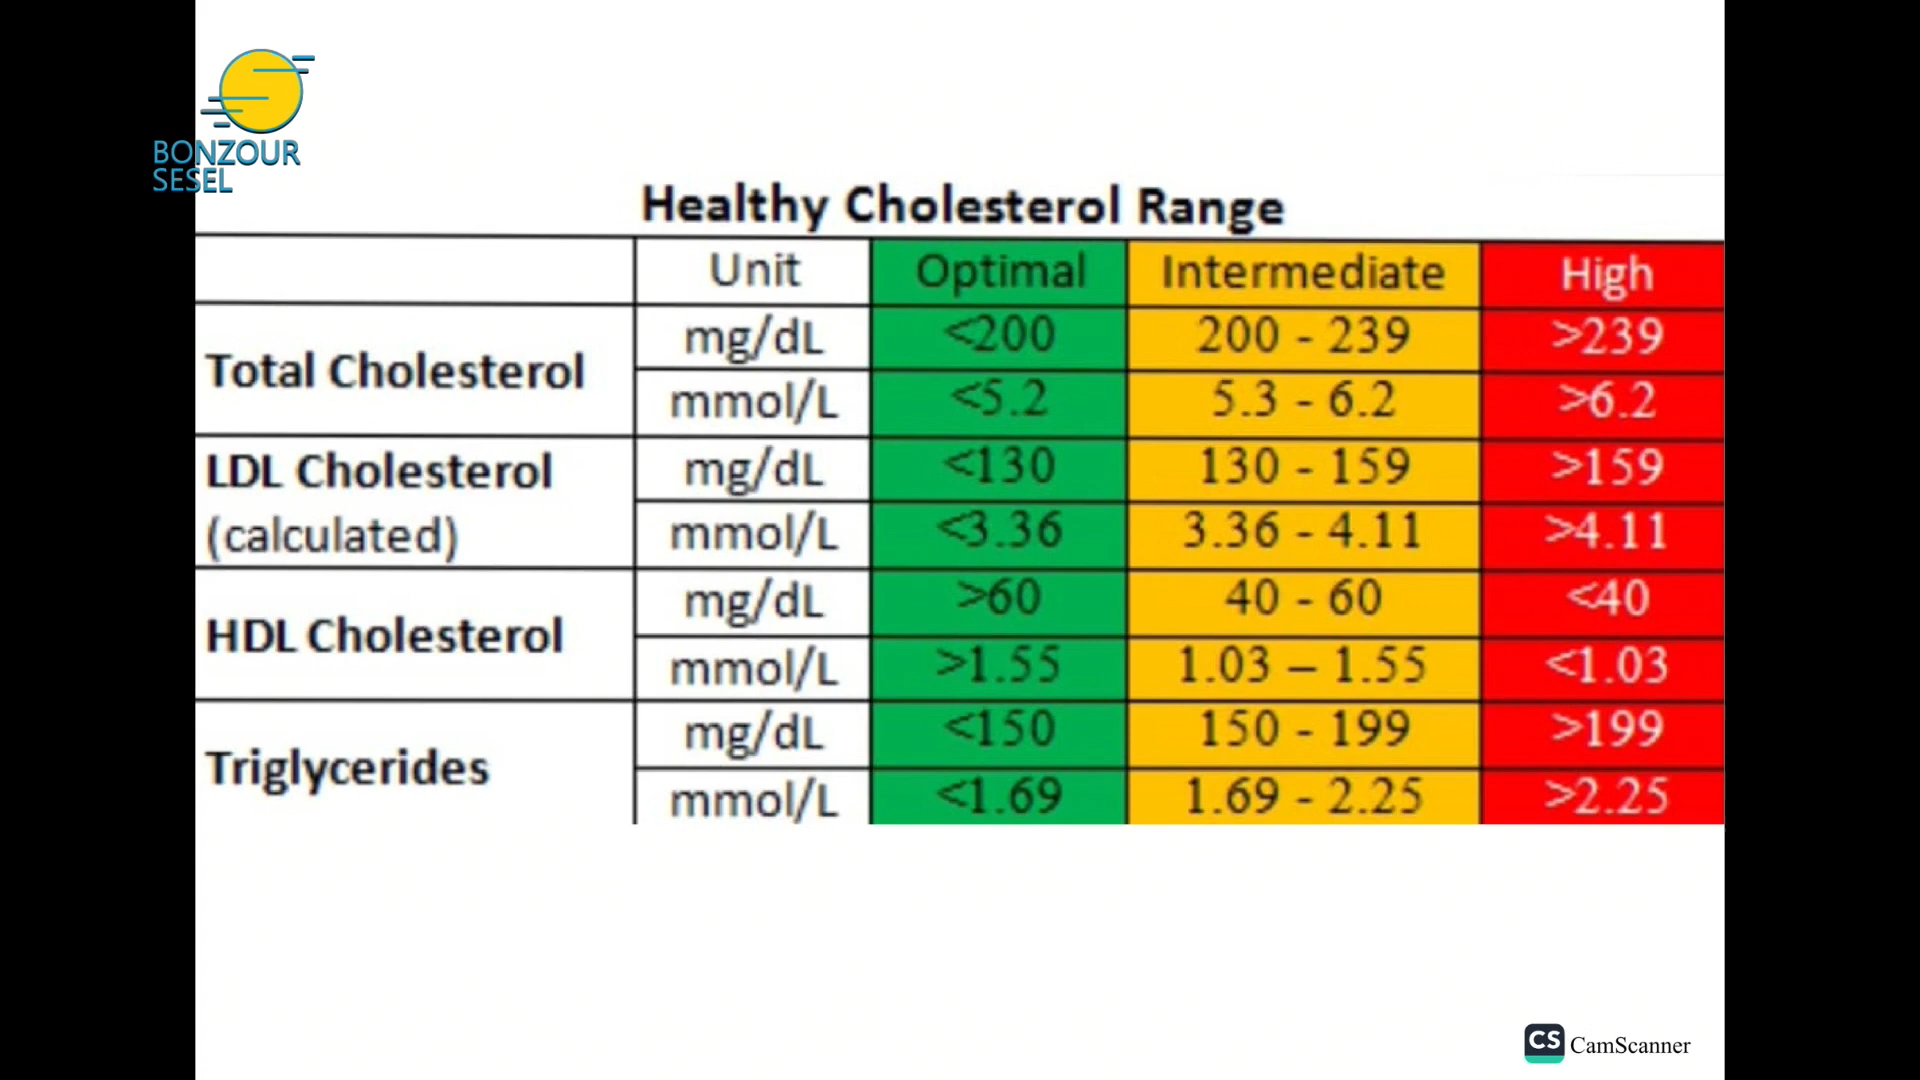 BONZOUR
SESEL
Healthy Cholesterol Range
Unit Optimal Intermediate High
Total Cholesterol
mg/dL <200 200 - 239 >239
mmol/L <5.2 5.3 - 6.2 >6.2
LDL Cholesterol
(calculated)
mg/dL <130 130 - 159 >159
mmol/L <3.36 3.36 - 4.11 >4.11
HDL Cholesterol
mg/dL >60 40 - 60 <40
mmol/L >1.55 1.03 – 1.55 <1.03
Triglycerides
mg/dL <150 150 - 199 >199
mmol/L <1.69 1.69 - 2.25 >2.25
CS CamScanner